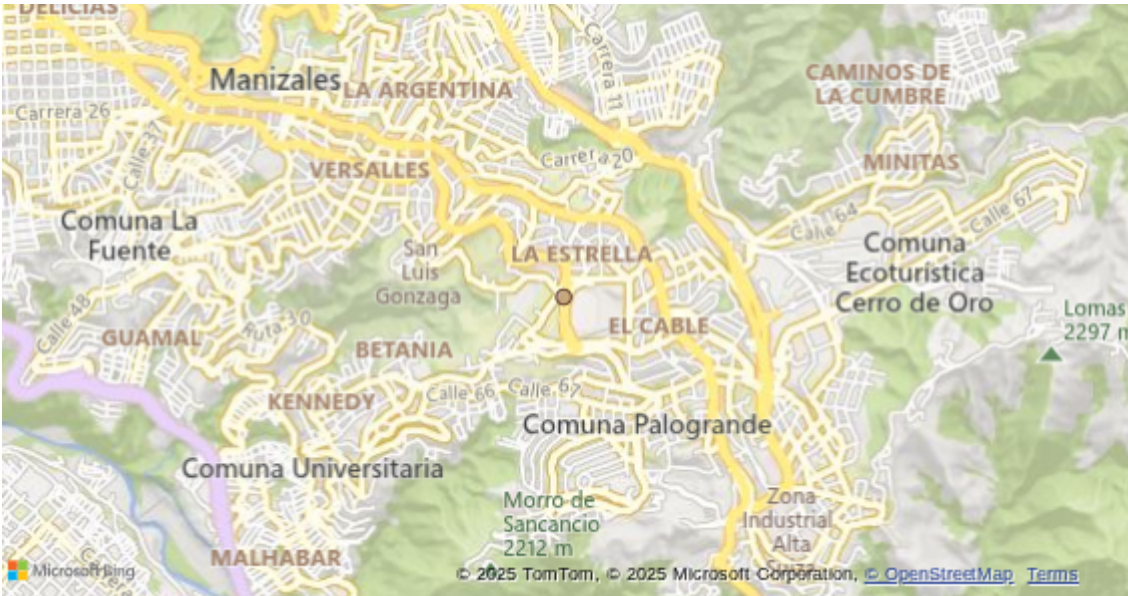 DELICIAS
Manizales
LA ARGENTINA
Carrera 11
CAMINOS DE
LA CUMBRE
Carrera 26
Calle 37
VERSALLES
Carrera 20
MINITAS
Comuna La
Fuente
San
Luis
Gonzaga
LA ESTRELLA
Calle 64
Calle 67
Comuna
Ecoturística
Cerro de Oro
Calle 48
GUAMAL
Ruta 30
BETANIA
EL CABLE
Lomas
2297 m
KENNEDY
Calle 66
Calle 67
Comuna Palogrande
Comuna Universitaria
Morro de
Sancancio
2212 m
Zona
Industrial
Alta
Suiza
MALHABAR
Microsoft Bing
© 2025 TomTom, © 2025 Microsoft Corporation, © OpenStreetMap Terms